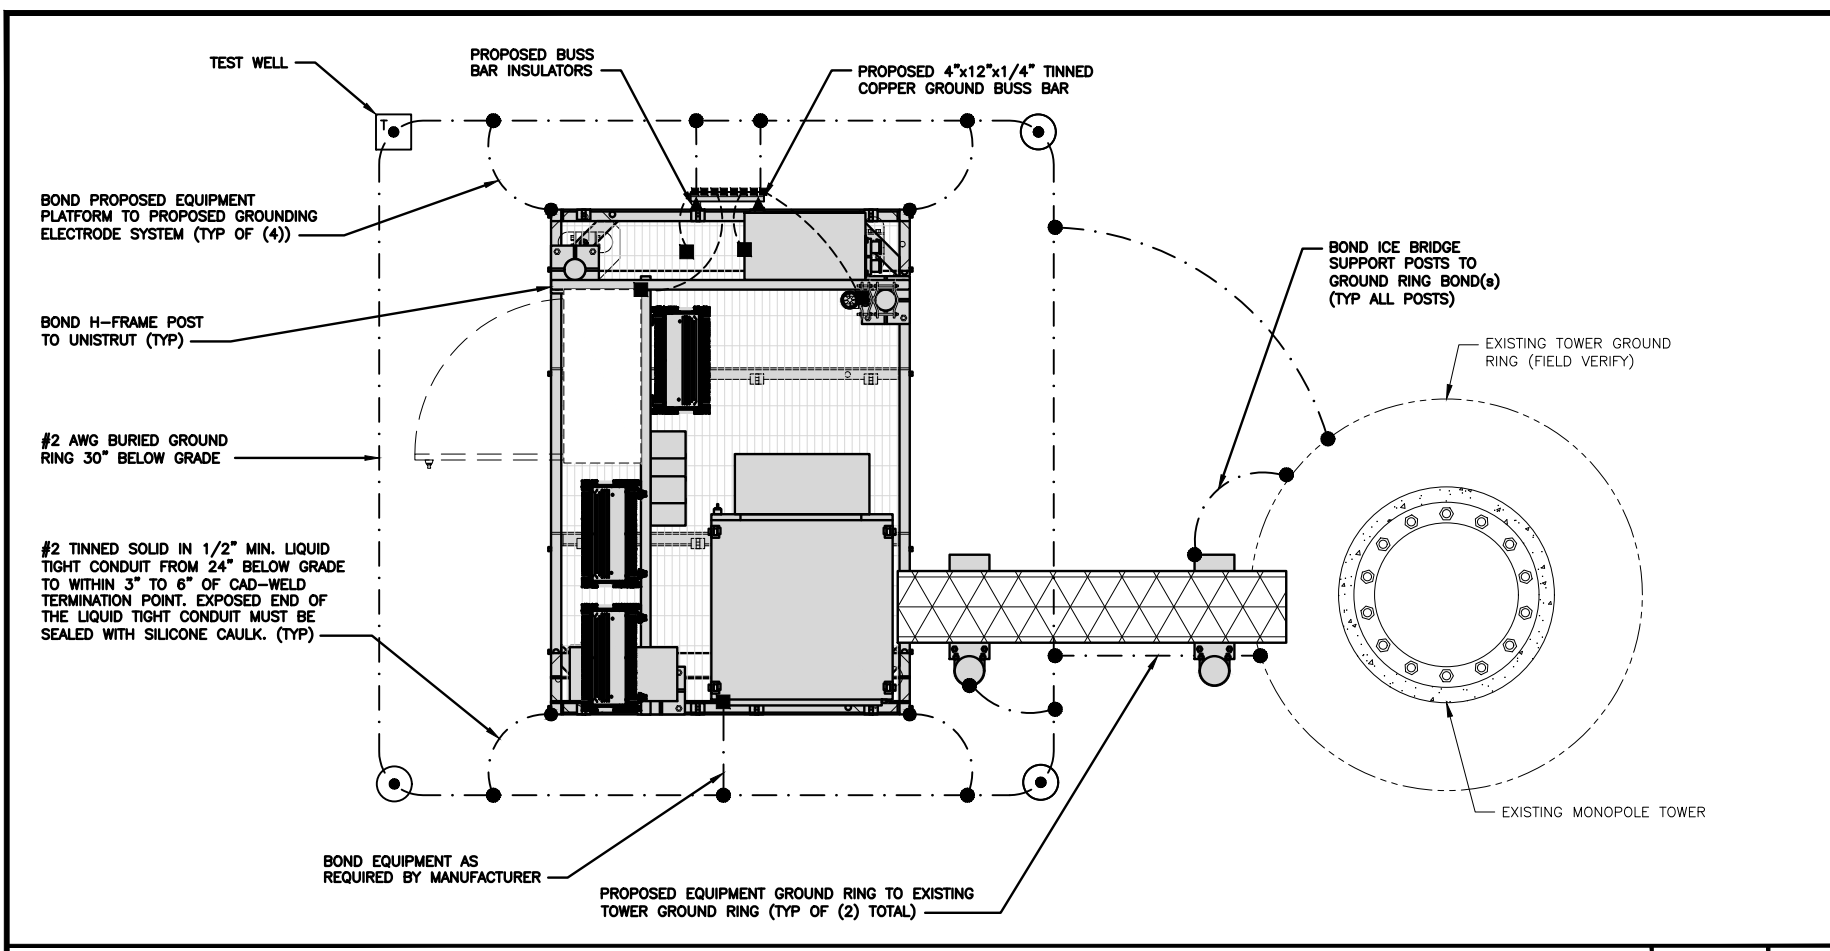 TEST WELL
PROPOSED BUSS
BAR INSULATORS
PROPOSED 4"x12"x1/4" TINNED
COPPER GROUND BUSS BAR
T
BOND PROPOSED EQUIPMENT
PLATFORM TO PROPOSED GROUNDING
ELECTRODE SYSTEM (TYP OF (4))
BOND ICE BRIDGE
SUPPORT POSTS TO
GROUND RING BOND(s)
(TYP ALL POSTS)
BOND H-FRAME POST
TO UNISTRUT (TYP)
EXISTING TOWER GROUND
RING (FIELD VERIFY)
#2 AWG BURIED GROUND
RING 30" BELOW GRADE
#2 TINNED SOLID IN 1/2" MIN. LIQUID
TIGHT CONDUIT FROM 24" BELOW GRADE
TO WITHIN 3" TO 6" OF CAD-WELD
TERMINATION POINT. EXPOSED END OF
THE LIQUID TIGHT CONDUIT MUST BE
SEALED WITH SILICONE CAULK. (TYP)
EXISTING MONOPOLE TOWER
BOND EQUIPMENT AS
REQUIRED BY MANUFACTURER
PROPOSED EQUIPMENT GROUND RING TO EXISTING
TOWER GROUND RING (TYP OF (2) TOTAL)